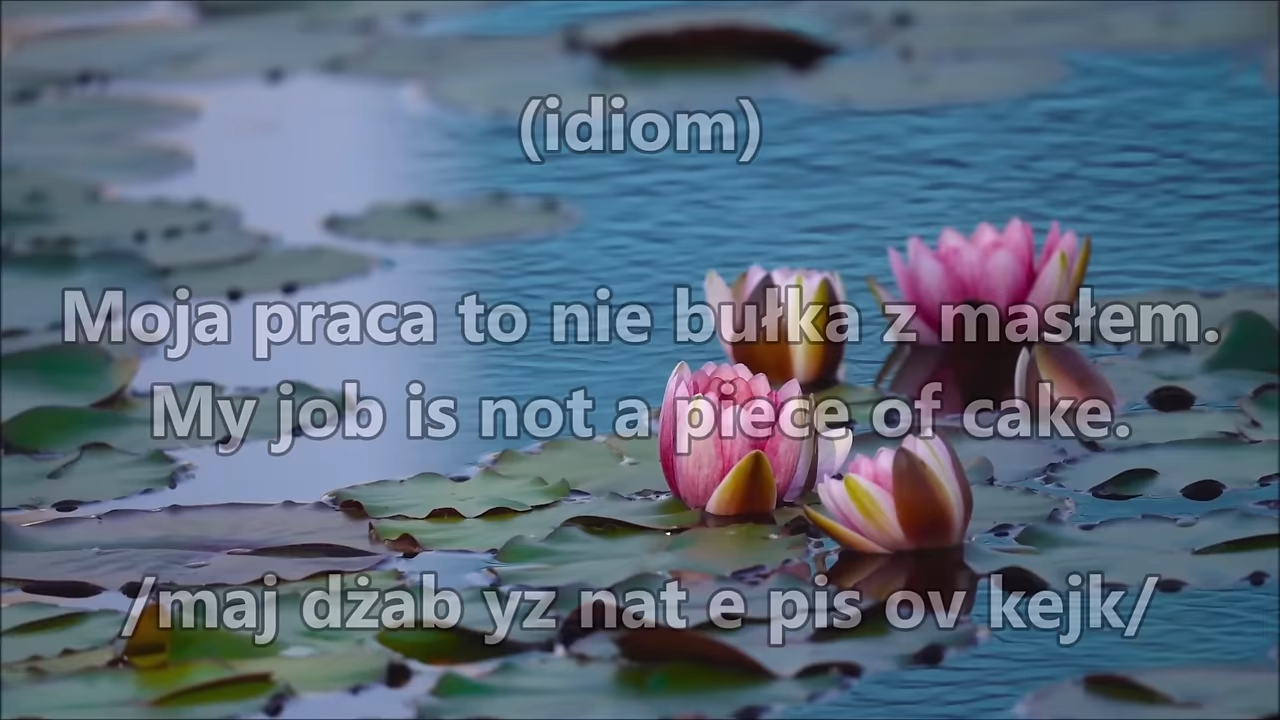 (idiom)
Moja praca to nie bułka z masłem.
My job is not a piece of cake.
/maj dżab yz nat e pis ov kejk/